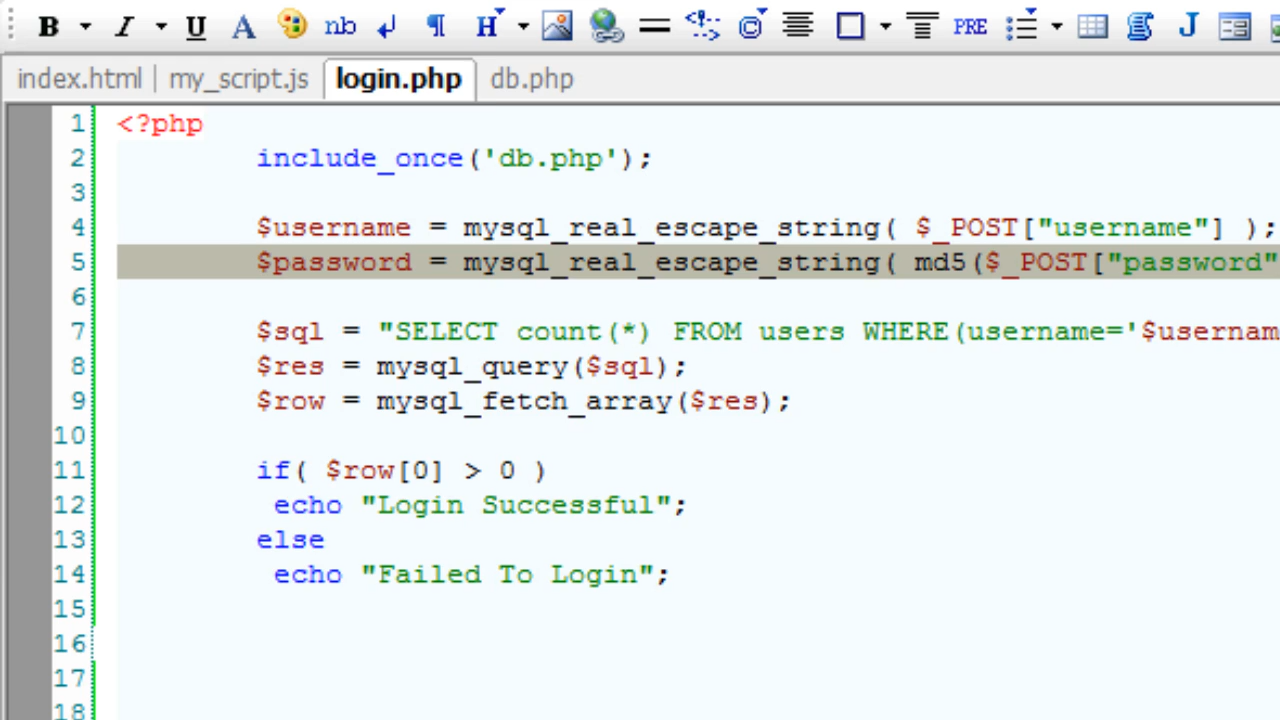 B I U A nb ¶ H PRE J
index.html my_script.js login.php db.php
1 <?php
2 include_once('db.php');
3
4 $username = mysql_real_escape_string( $_POST["username"] );
5 $password = mysql_real_escape_string( md5($_POST["password"
6
7 $sql = "SELECT count(*) FROM users WHERE(username='$usernam
8 $res = mysql_query($sql);
9 $row = mysql_fetch_array($res);
10
11 if( $row[0] > 0 )
12 echo "Login Successful";
13 else
14 echo "Failed To Login";
15
16
17
18